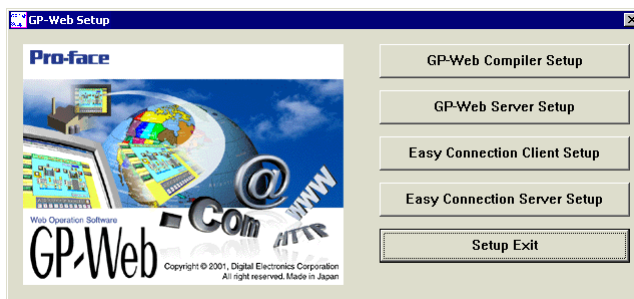 GP-Web Setup
Pro-face
@
WWW
-Com
HTTP
Web Operation Software
GP-Web
Copyright © 2001, Digital Electronics Corporation
All right reserved. Made in Japan
GP-Web Compiler Setup
GP-Web Server Setup
Easy Connection Client Setup
Easy Connection Server Setup
Setup Exit